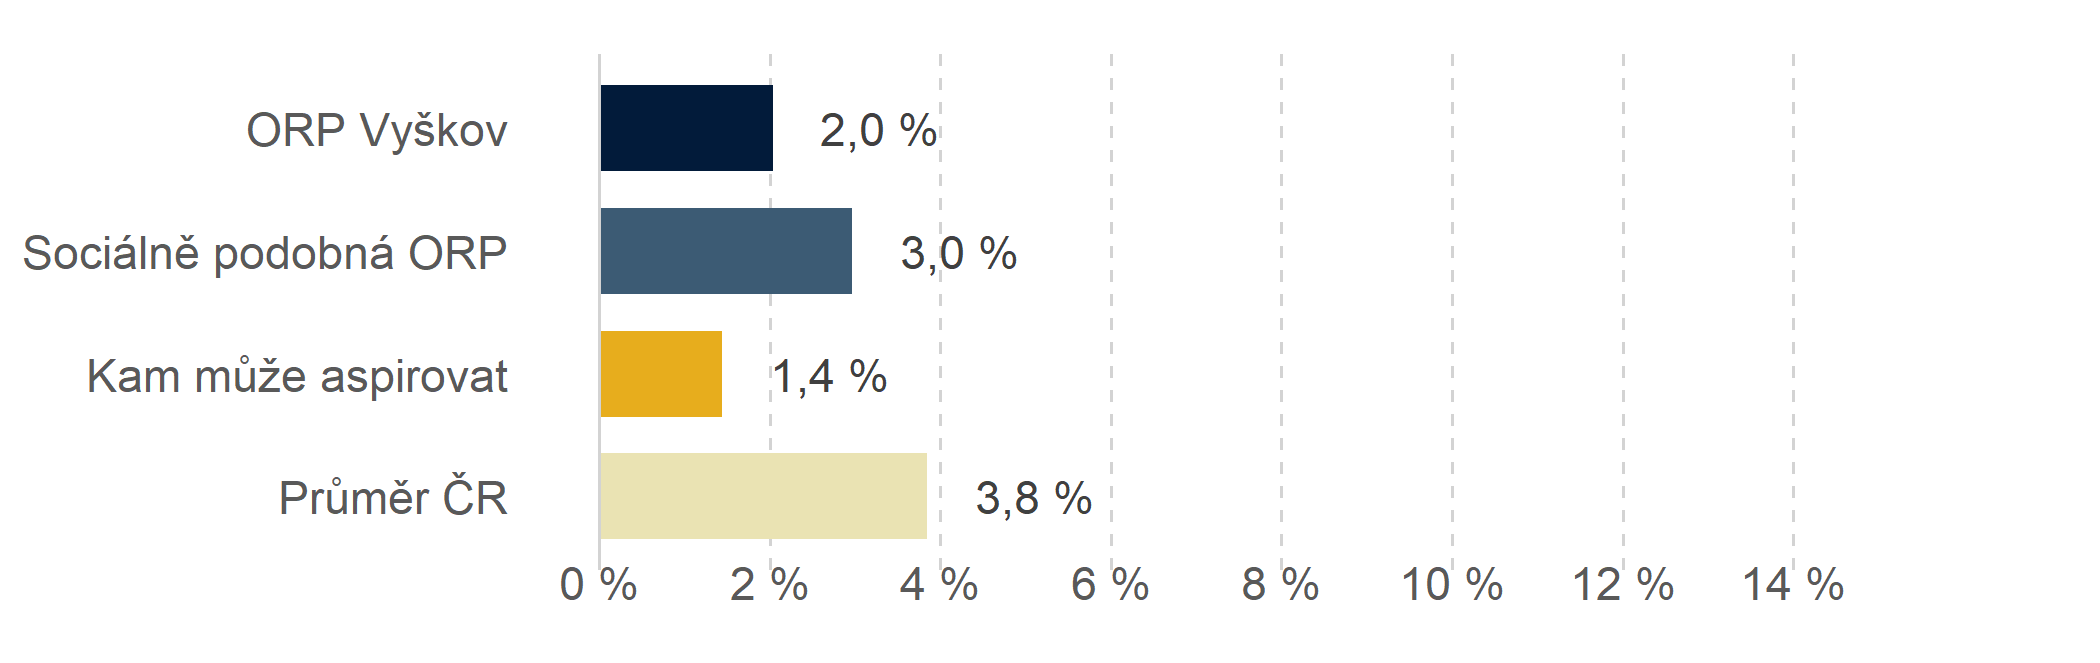 ORP Vyškov 2,0 %
Sociálně podobná ORP 3,0 %
Kam může aspirovat 1,4 %
Průměr ČR 3,8 %
0 % 2 % 4 % 6 % 8 % 10 % 12 % 14 %